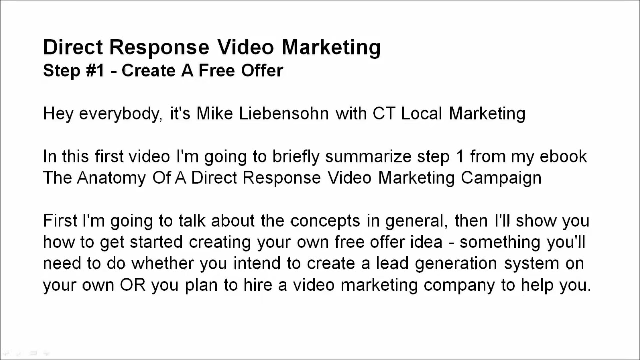 Direct Response Video Marketing
Step #1 - Create A Free Offer
Hey everybody, it's Mike Liebensohn with CT Local Marketing
In this first video I'm going to briefly summarize step 1 from my ebook
The Anatomy Of A Direct Response Video Marketing Campaign
First I'm going to talk about the concepts in general, then I'll show you
how to get started creating your own free offer idea - something you'll
need to do whether you intend to create a lead generation system on
your own OR you plan to hire a video marketing company to help you.